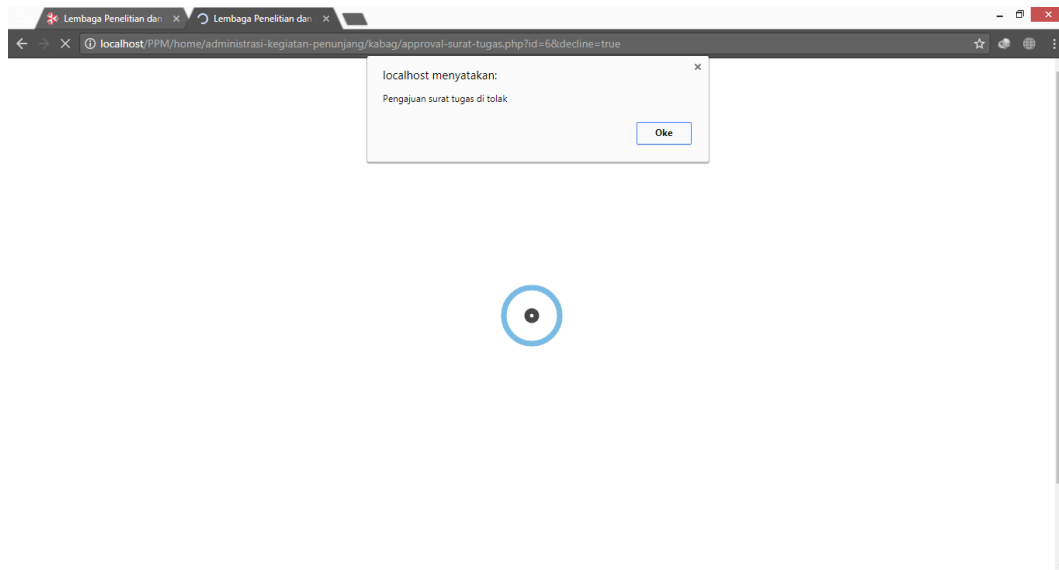 Lembaga Penelitian dan
Lembaga Penelitian dan
localhost/PPM/home/administrasi-kegiatan-penunjang/kabag/approval-surat-tugas.php?id=6&decline=true
localhost menyatakan:
Pengajuan surat tugas di tolak
Oke